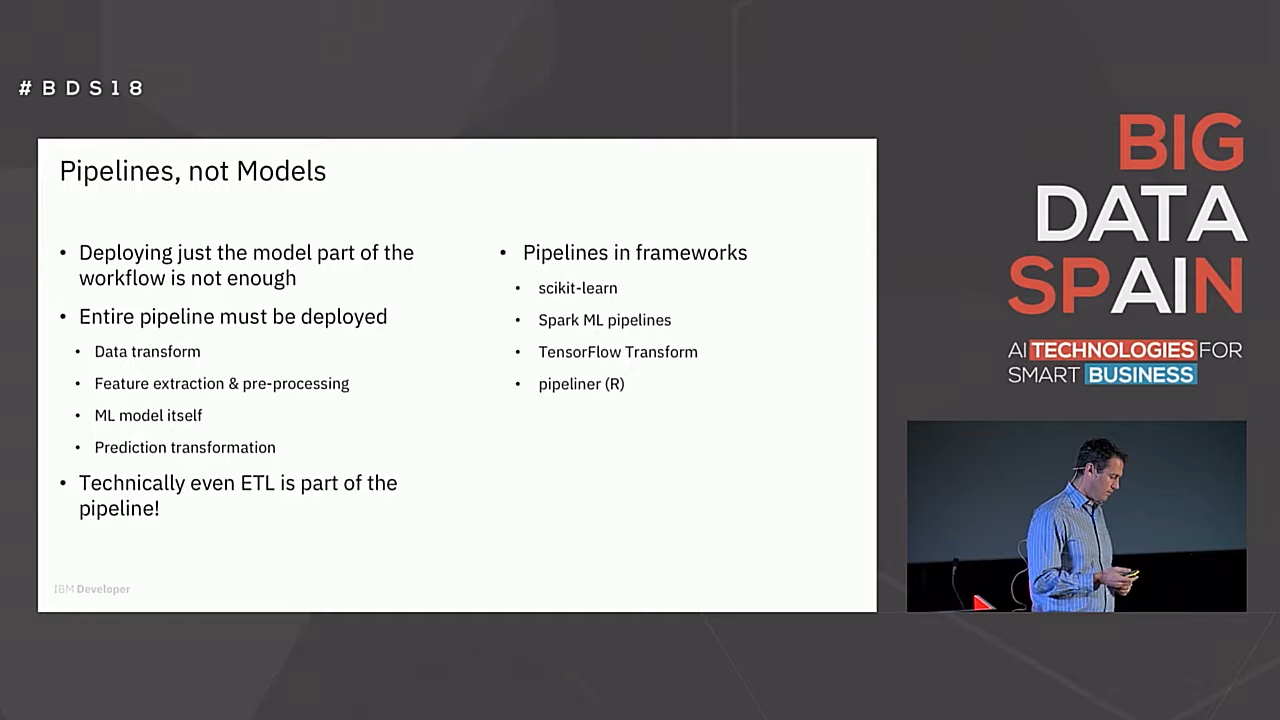 #BDS18
Pipelines, not Models
• Deploying just the model part of the
workflow is not enough
• Entire pipeline must be deployed
• Data transform
• Feature extraction & pre-processing
• ML model itself
• Prediction transformation
• Technically even ETL is part of the
pipeline!
• Pipelines in frameworks
• scikit-learn
• Spark ML pipelines
• TensorFlow Transform
• pipeliner (R)
IBM Developer
BIG
DATA
SPAIN
AI TECHNOLOGIES FOR
SMART BUSINESS